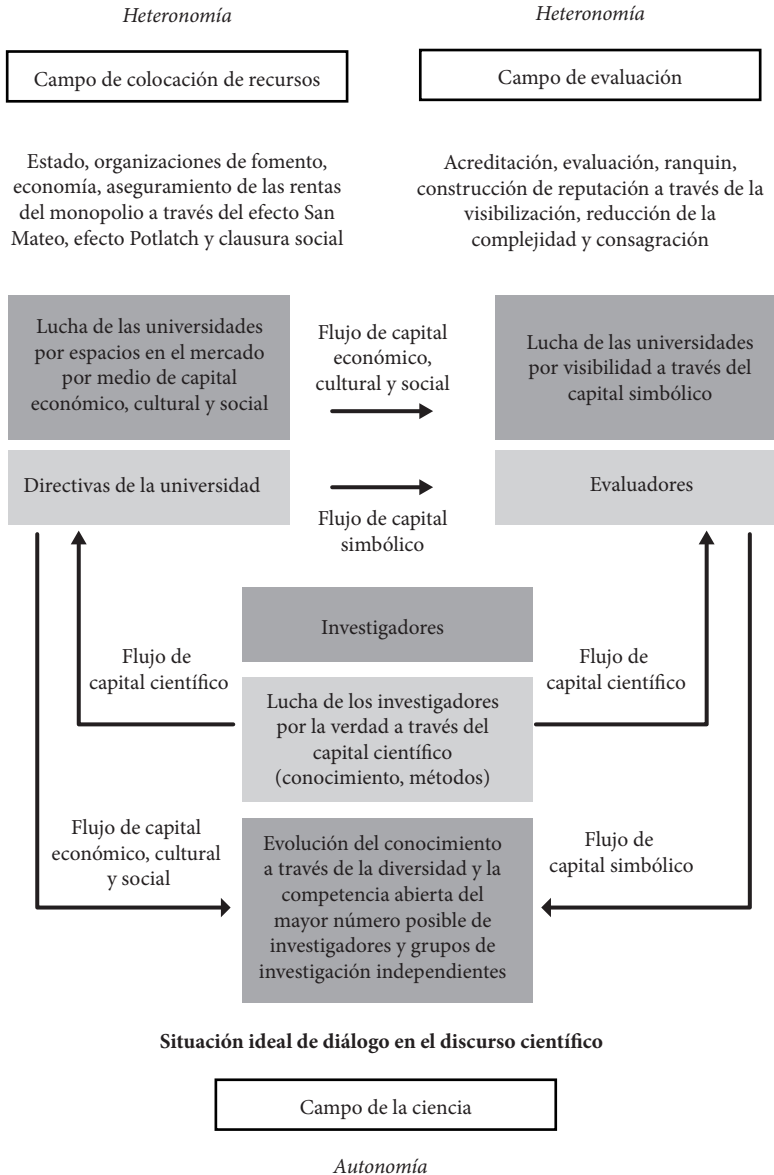 Heteronomía
Heteronomía
Campo de colocación de recursos
Campo de evaluación
Estado, organizaciones de fomento,
economía, aseguramiento de las rentas
del monopolio a través del efecto San
Mateo, efecto Potlatch y clausura social
Acreditación, evaluación, ranquin,
construcción de reputación a través de la
visibilización, reducción de la
complejidad y consagración
Lucha de las universidades
por espacios en el mercado
por medio de capital
económico, cultural y social
Flujo de capital
económico,
cultural y social
Lucha de las universidades
por visibilidad a través del
capital simbólico
Directivas de la universidad
Flujo de capital
simbólico
Evaluadores
Investigadores
Flujo de
capital científico
Lucha de los investigadores
por la verdad a través del
capital científico
(conocimiento, métodos)
Flujo de
capital científico
Flujo de capital
económico, cultural
y social
Evolución del conocimiento
a través de la diversidad y la
competencia abierta del
mayor número posible de
investigadores y grupos de
investigación independientes
Flujo de
capital simbólico
Situación ideal de diálogo en el discurso científico
Campo de la ciencia
Autonomía